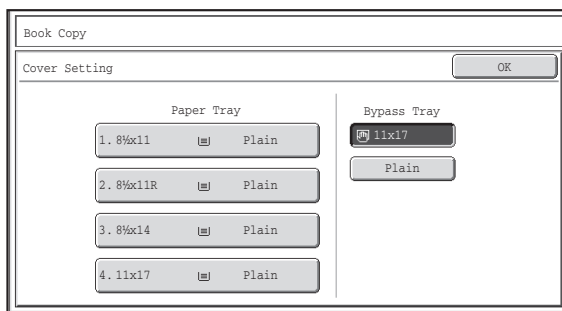 Book Copy
Cover Setting
OK
Paper Tray
Bypass Tray
1. 8½x11 Plain
11x17
2. 8½x11R Plain
Plain
3. 8½x14 Plain
4. 11x17 Plain